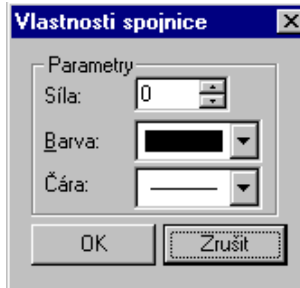 Vlastnosti spojnice
Parametry
Síla: 0
Barva:
Čára:
OK Zrušit